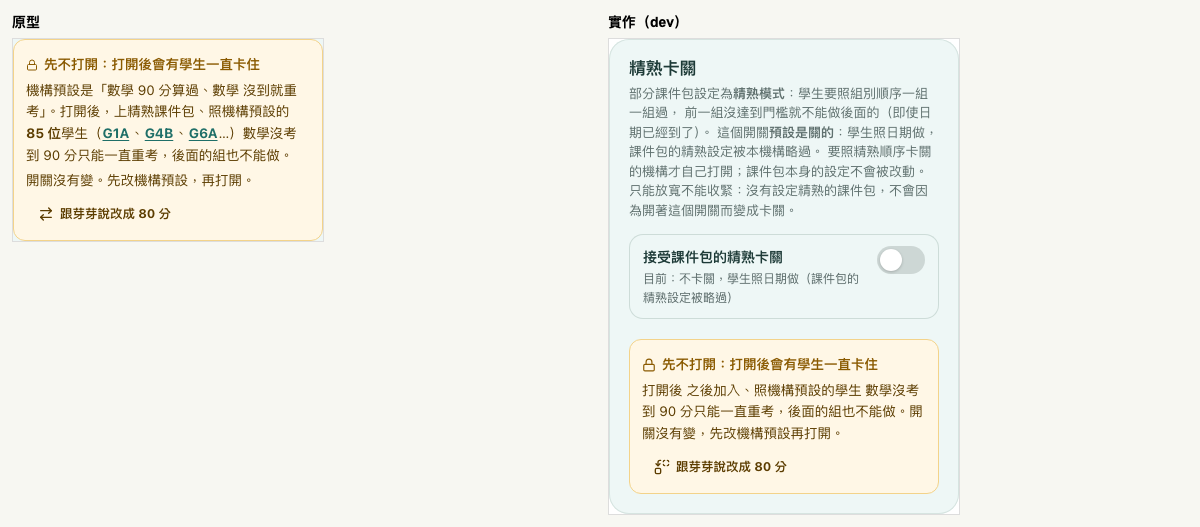 原型
先不打開：打開後會有學生一直卡住
機構預設是「數學 90 分算過、數學 沒到就重
考」。打開後，上精熟課件包、照機構預設的
85 位學生（G1A、G4B、G6A…）數學沒考
到 90 分只能一直重考，後面的組也不能做。
開關沒有變。先改機構預設，再打開。
跟芽芽說改成 80 分
實作（dev）
精熟卡關
部分課件包設定為精熟模式：學生要照組別順序一組
一組過， 前一組沒達到門檻就不能做後面的（即使日
期已經到了）。 這個開關預設是關的：學生照日期做，
課件包的精熟設定被本機構略過。 要照精熟順序卡關
的機構才自己打開；課件包本身的設定不會被改動。
只能放寬不能收緊：沒有設定精熟的課件包，不會因
為開著這個開關而變成卡關。
接受課件包的精熟卡關
目前：不卡關，學生照日期做（課件包的
精熟設定被略過）
先不打開：打開後會有學生一直卡住
打開後 之後加入、照機構預設的學生 數學沒考
到 90 分只能一直重考，後面的組也不能做。開
關沒有變，先改機構預設再打開。
跟芽芽說改成 80 分